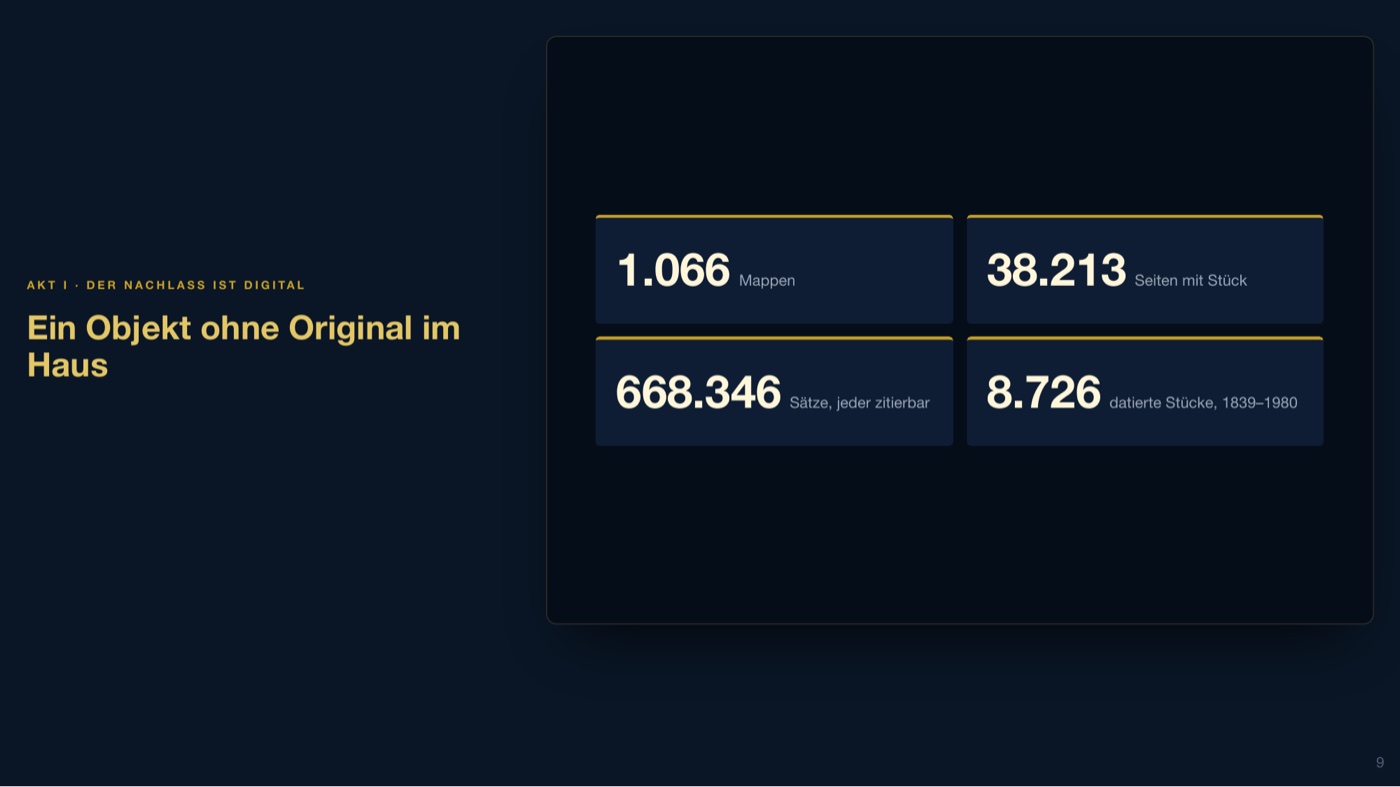 AKT I · DER NACHLASS IST DIGITAL
Ein Objekt ohne Original im
Haus
1.066 Mappen
38.213 Seiten mit Stück
668.346 Sätze, jeder zitierbar
8.726 datierte Stücke, 1839–1980
9